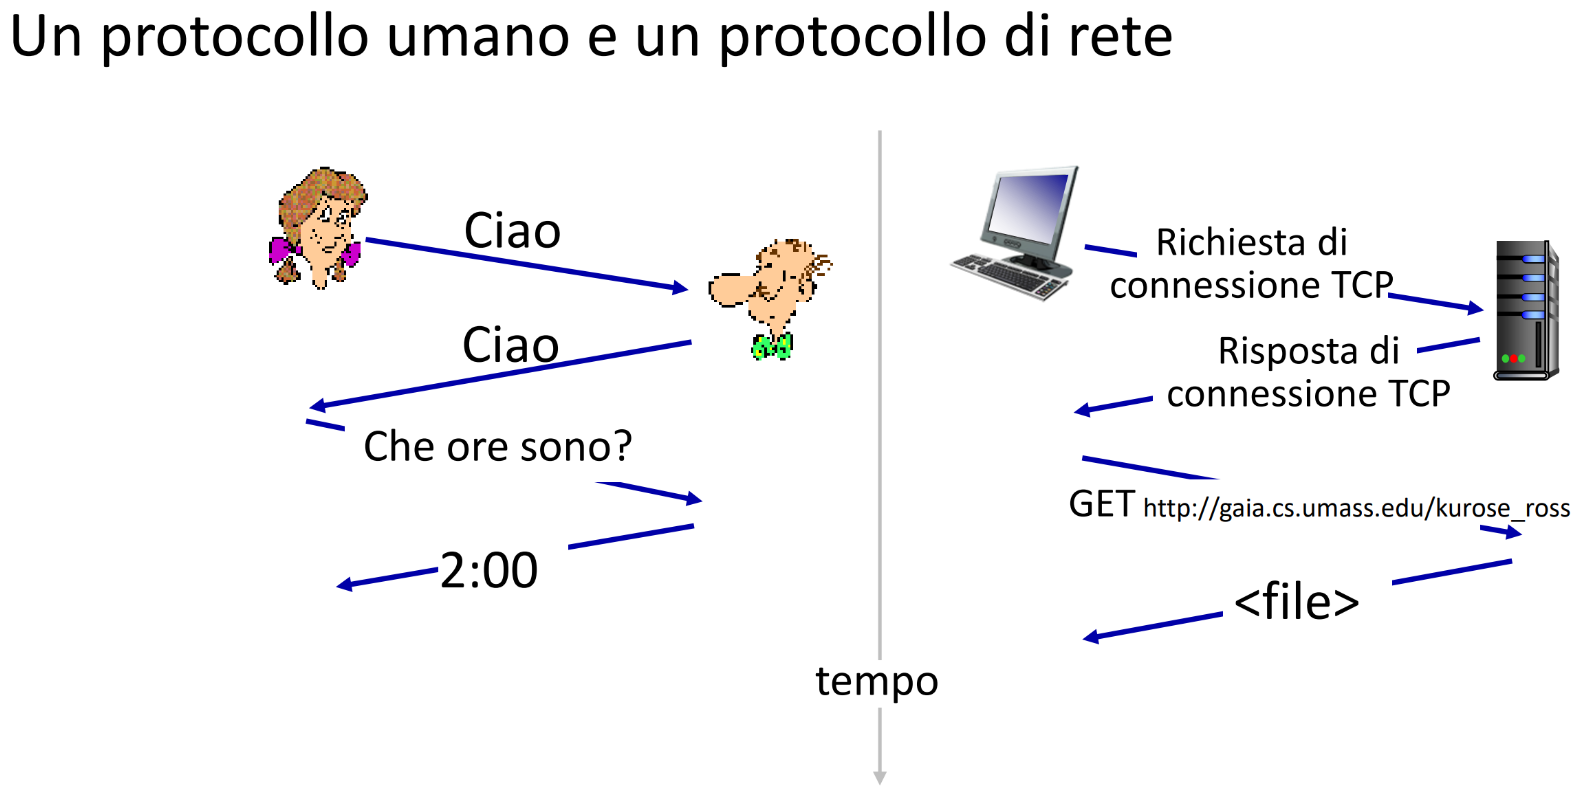 Un protocollo umano e un protocollo di rete
Ciao
Ciao
Che ore sono?
2:00
Richiesta di
connessione TCP
Risposta di
connessione TCP
GET http://gaia.cs.umass.edu/kurose_ross
<file>
tempo